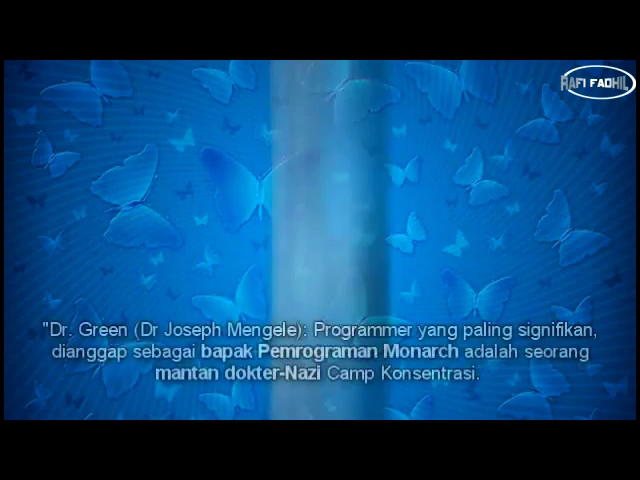 RAFI FADHIL
"Dr. Green (Dr Joseph Mengele): Programmer yang paling signifikan,
dianggap sebagai bapak Pemrograman Monarch adalah seorang
mantan dokter-Nazi Camp Konsentrasi.